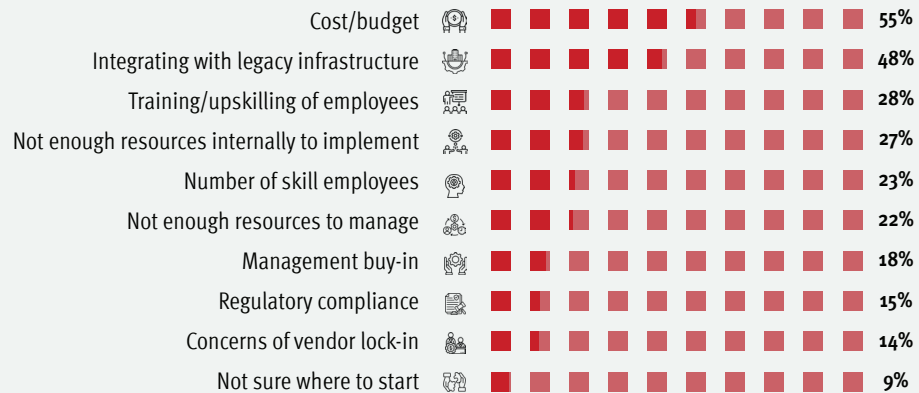 Cost/budget 55%
Integrating with legacy infrastructure 48%
Training/upskilling of employees 28%
Not enough resources internally to implement 27%
Number of skill employees 23%
Not enough resources to manage 22%
Management buy-in 18%
Regulatory compliance 15%
Concerns of vendor lock-in 14%
Not sure where to start 9%